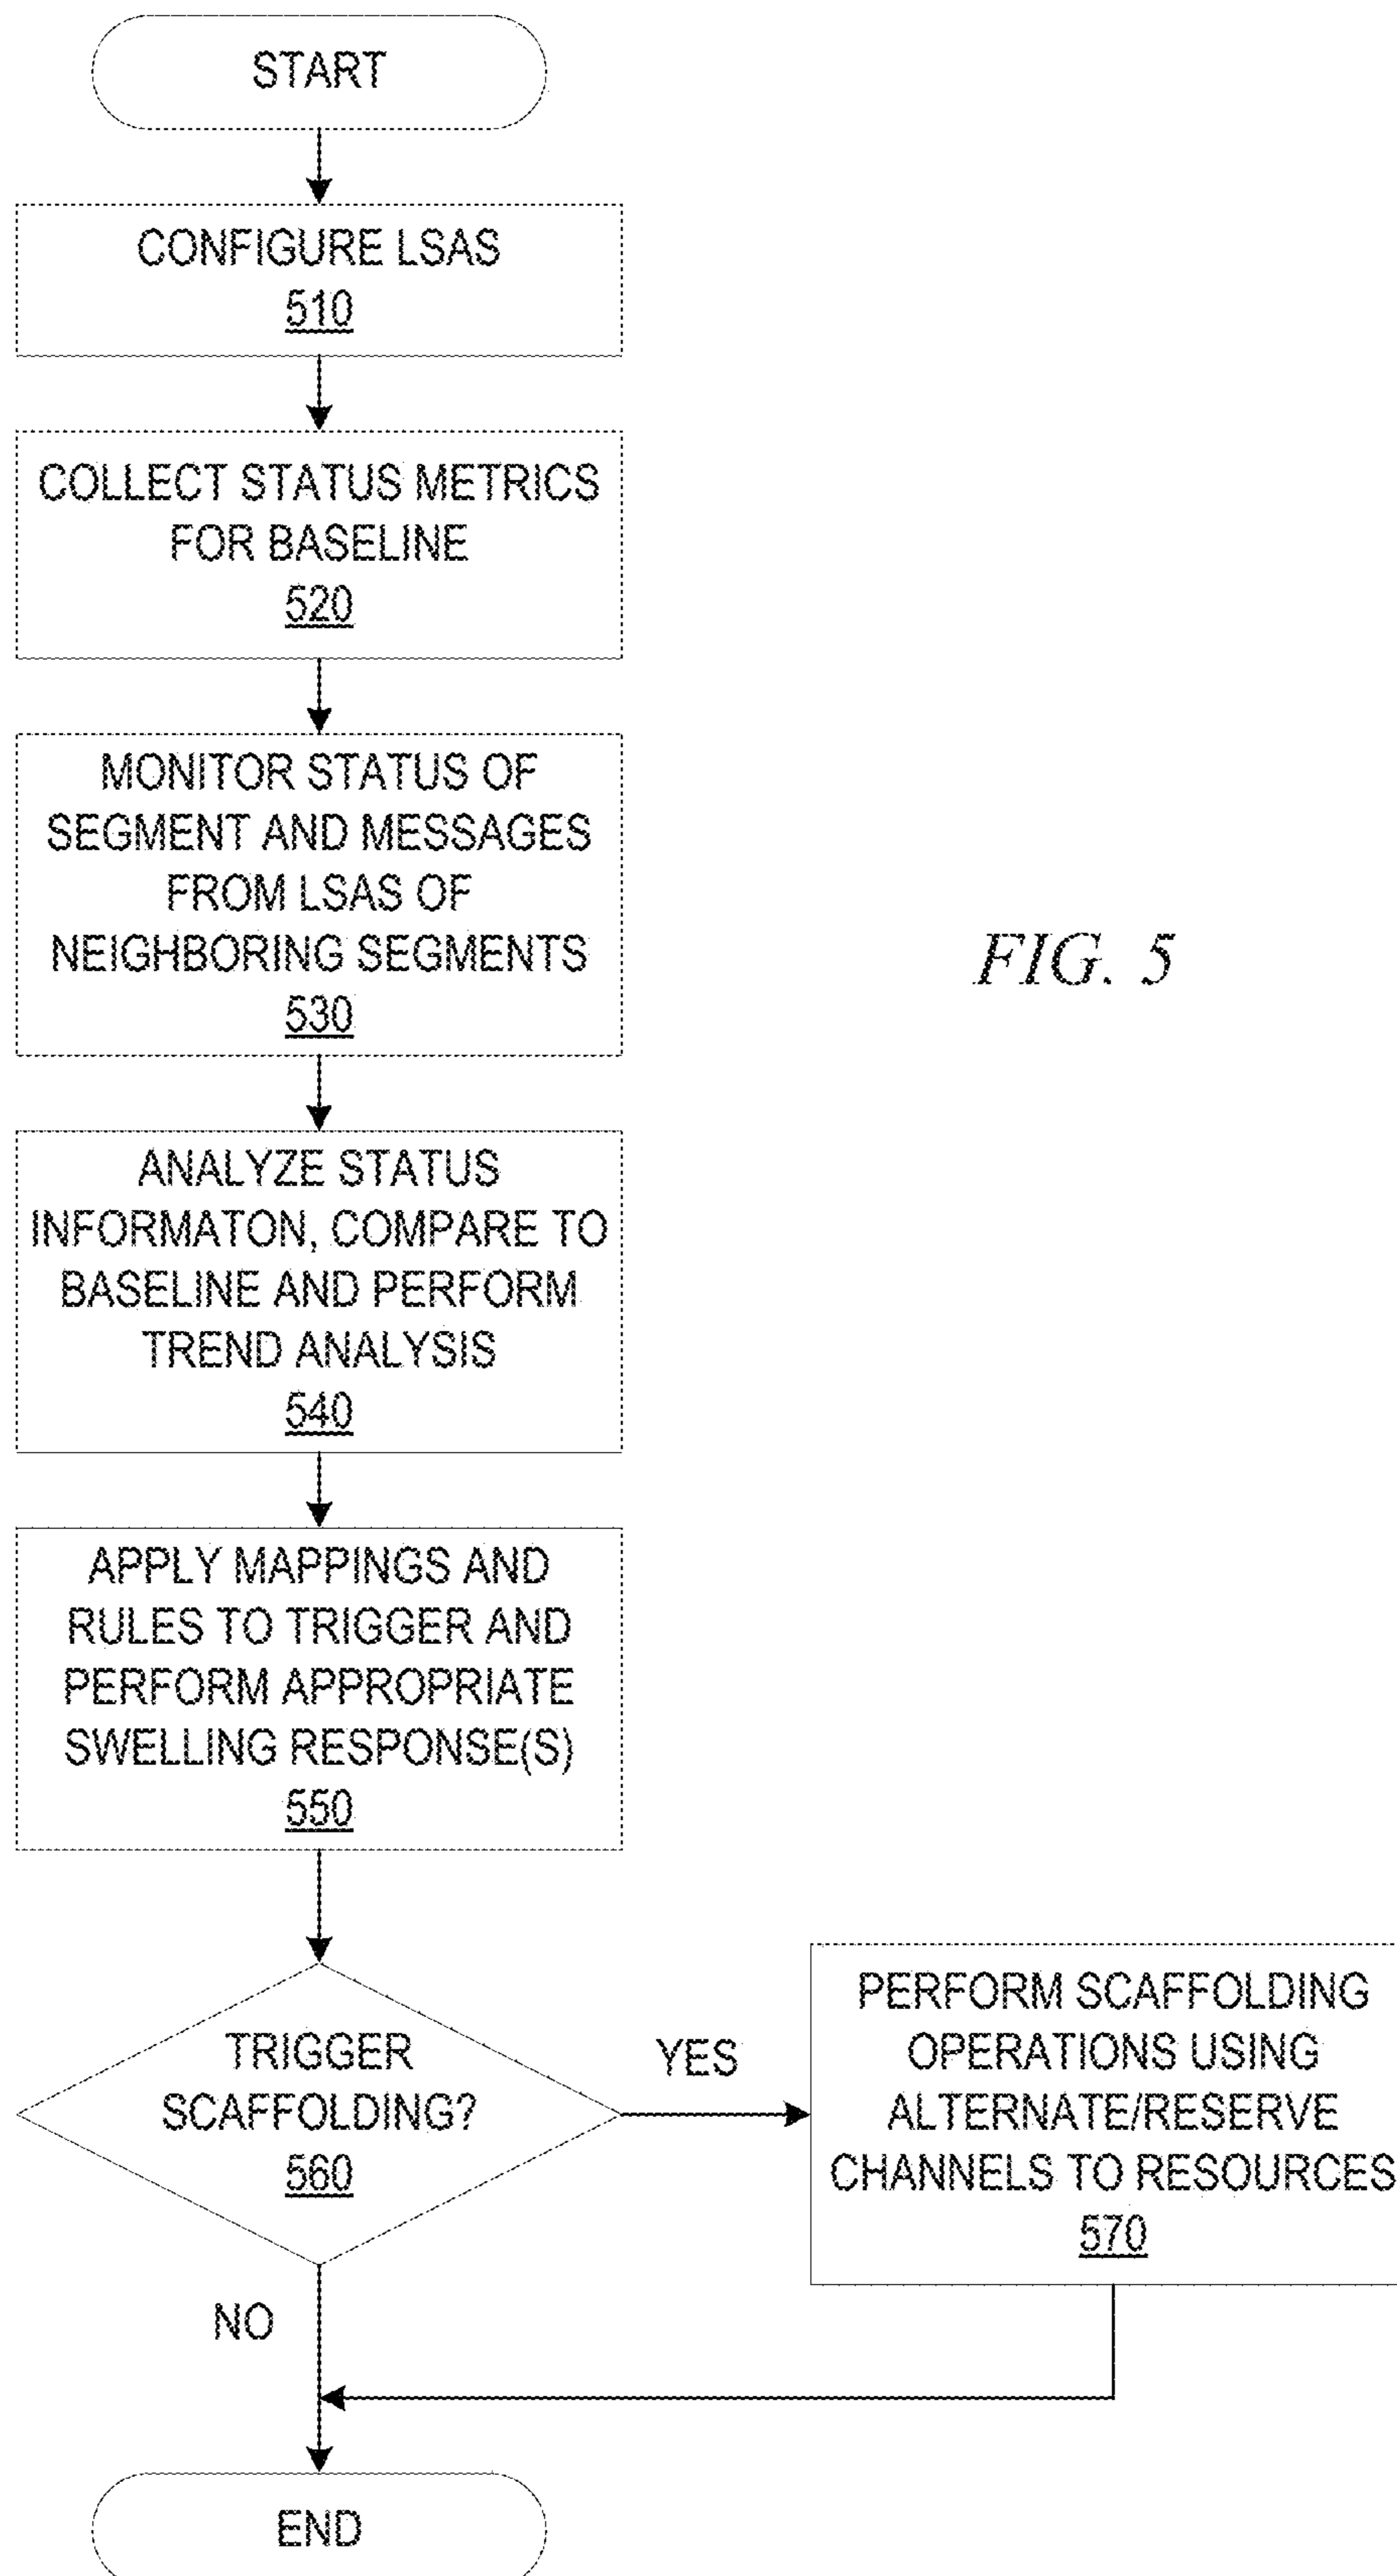 START
CONFIGURE LSAS
510
COLLECT STATUS METRICS
FOR BASELINE
520
MONITOR STATUS OF
SEGMENT AND MESSAGES
FROM LSAS OF
NEIGHBORING SEGMENTS
530
FIG. 5
ANALYZE STATUS
INFORMATON, COMPARE TO
BASELINE AND PERFORM
TREND ANALYSIS
540
APPLY MAPPINGS AND
RULES TO TRIGGER AND
PERFORM APPROPRIATE
SWELLING RESPONSE(S)
550
TRIGGER
SCAFFOLDING?
560
YES
PERFORM SCAFFOLDING
OPERATIONS USING
ALTERNATE/RESERVE
CHANNELS TO RESOURCES
570
NO
END